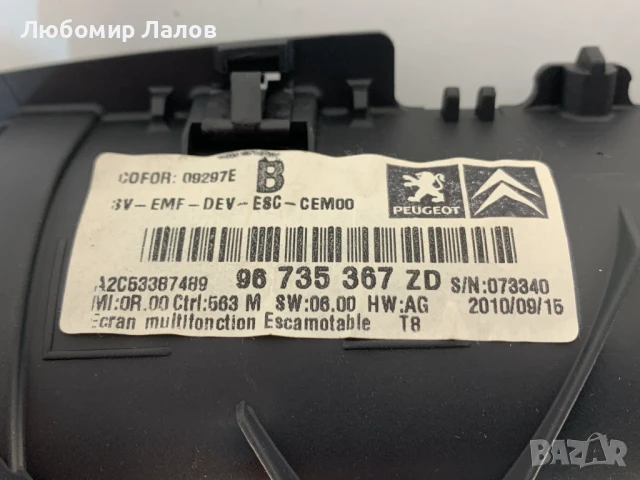 Любомир Лалов
COFOR: 09297E B
SV-EMF-DEV-ESC-CEM00
PEUGEOT
A2C53387489 96 735 367 ZD S/N:073340
MI:0R.00 Ctrl:563 M SW:06.00 HW:AG 2010/09/15
Ecran multifonction Escamotable T8
BAZAR